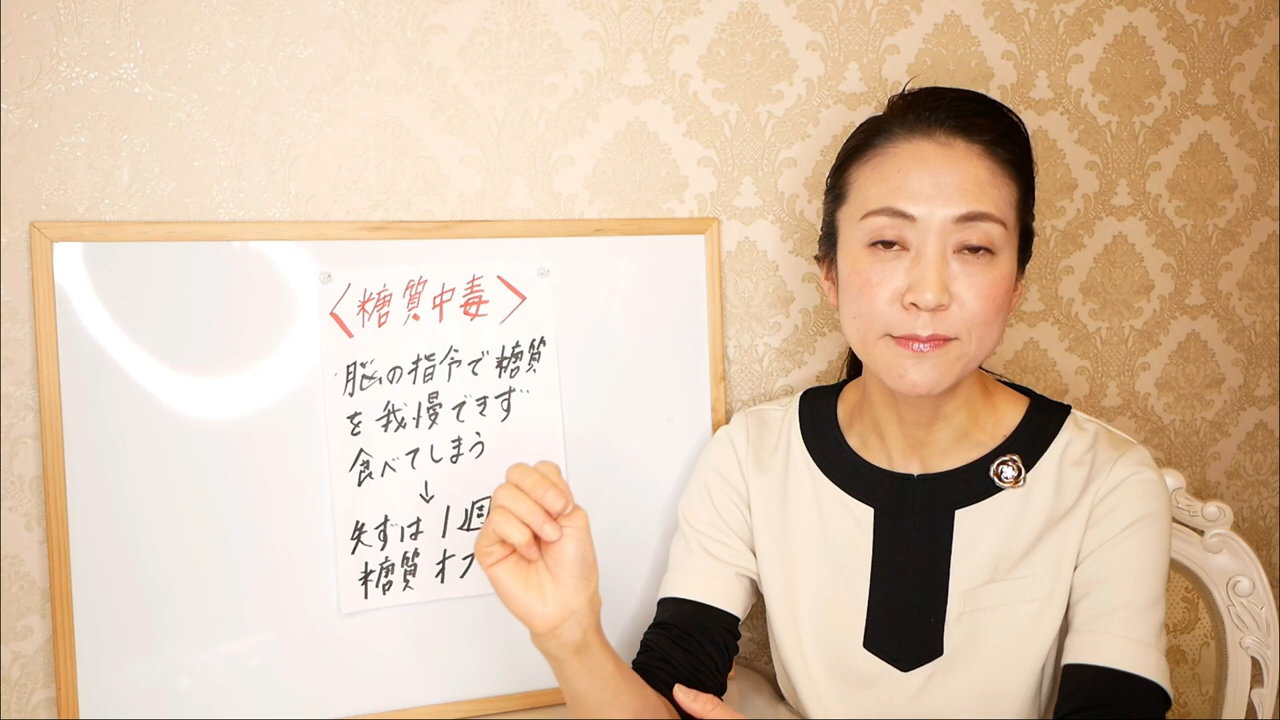 〈糖質中毒〉
脳の指令で糖質
を我慢できず
食べてしまう
↓
先ずは1週
糖質オフ